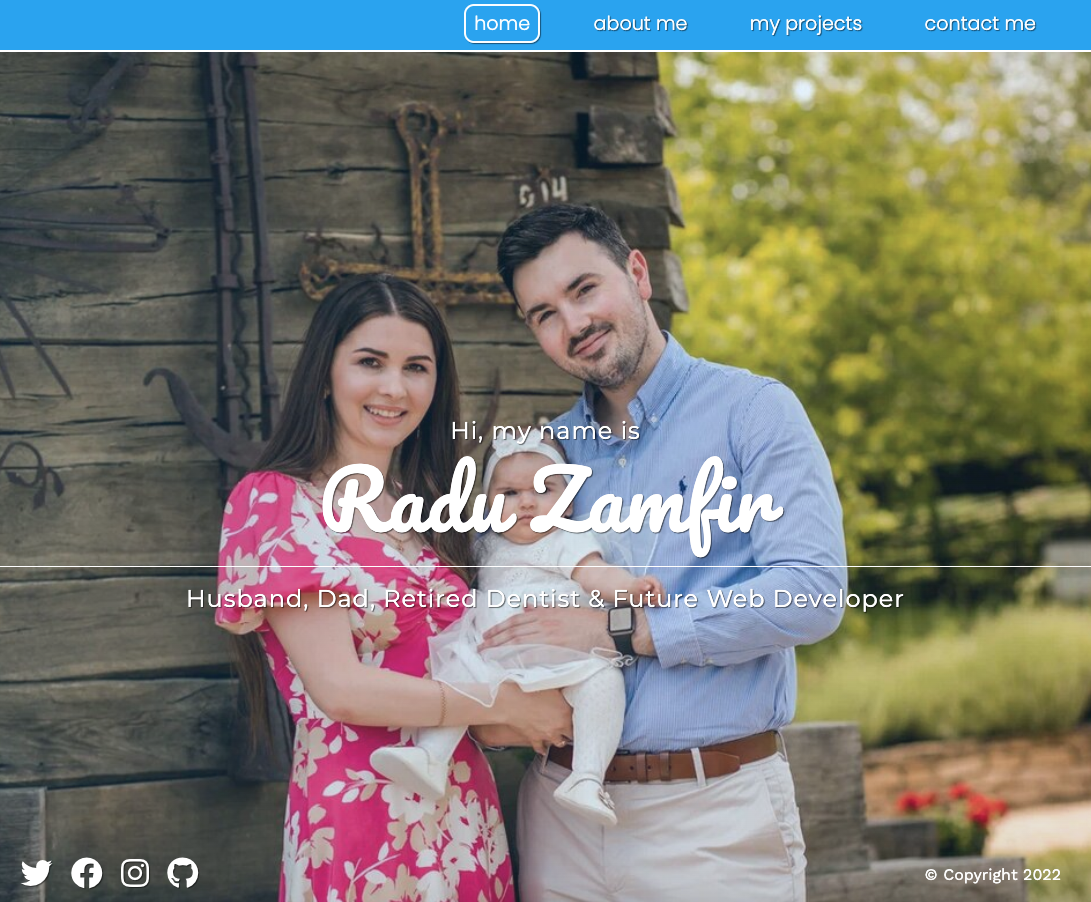 home about me my projects contact me
G 14
Hi, my name is
Radu Zamfir
Husband, Dad, Retired Dentist & Future Web Developer
© Copyright 2022